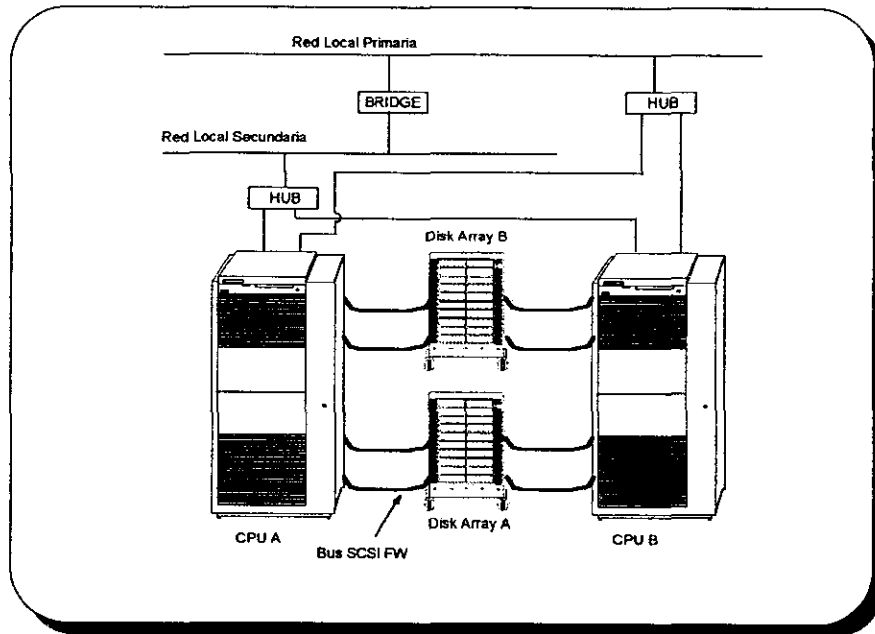 Red Local Primaria
BRIDGE
HUB
Red Local Secundaria
HUB
Disk Array B
Disk Array A
CPU A
Bus SCSI FW
CPU B